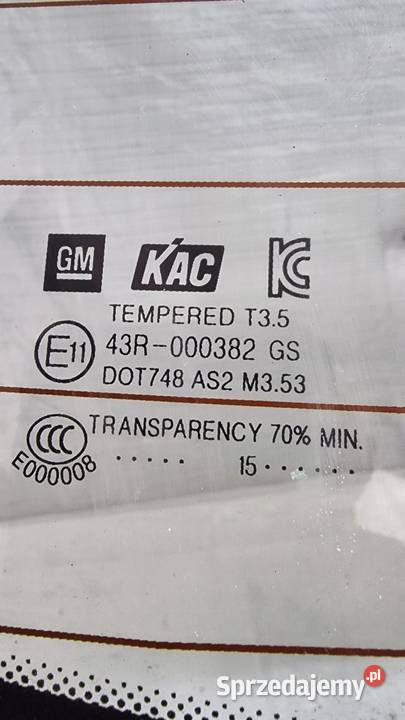 GM KAC KC
TEMPERED T3.5
E11 43R-000382 GS
DOT748 AS2 M3.53
CCC TRANSPARENCY 70% MIN.
E000008 ..... 15......
Sprzedajemy.pl